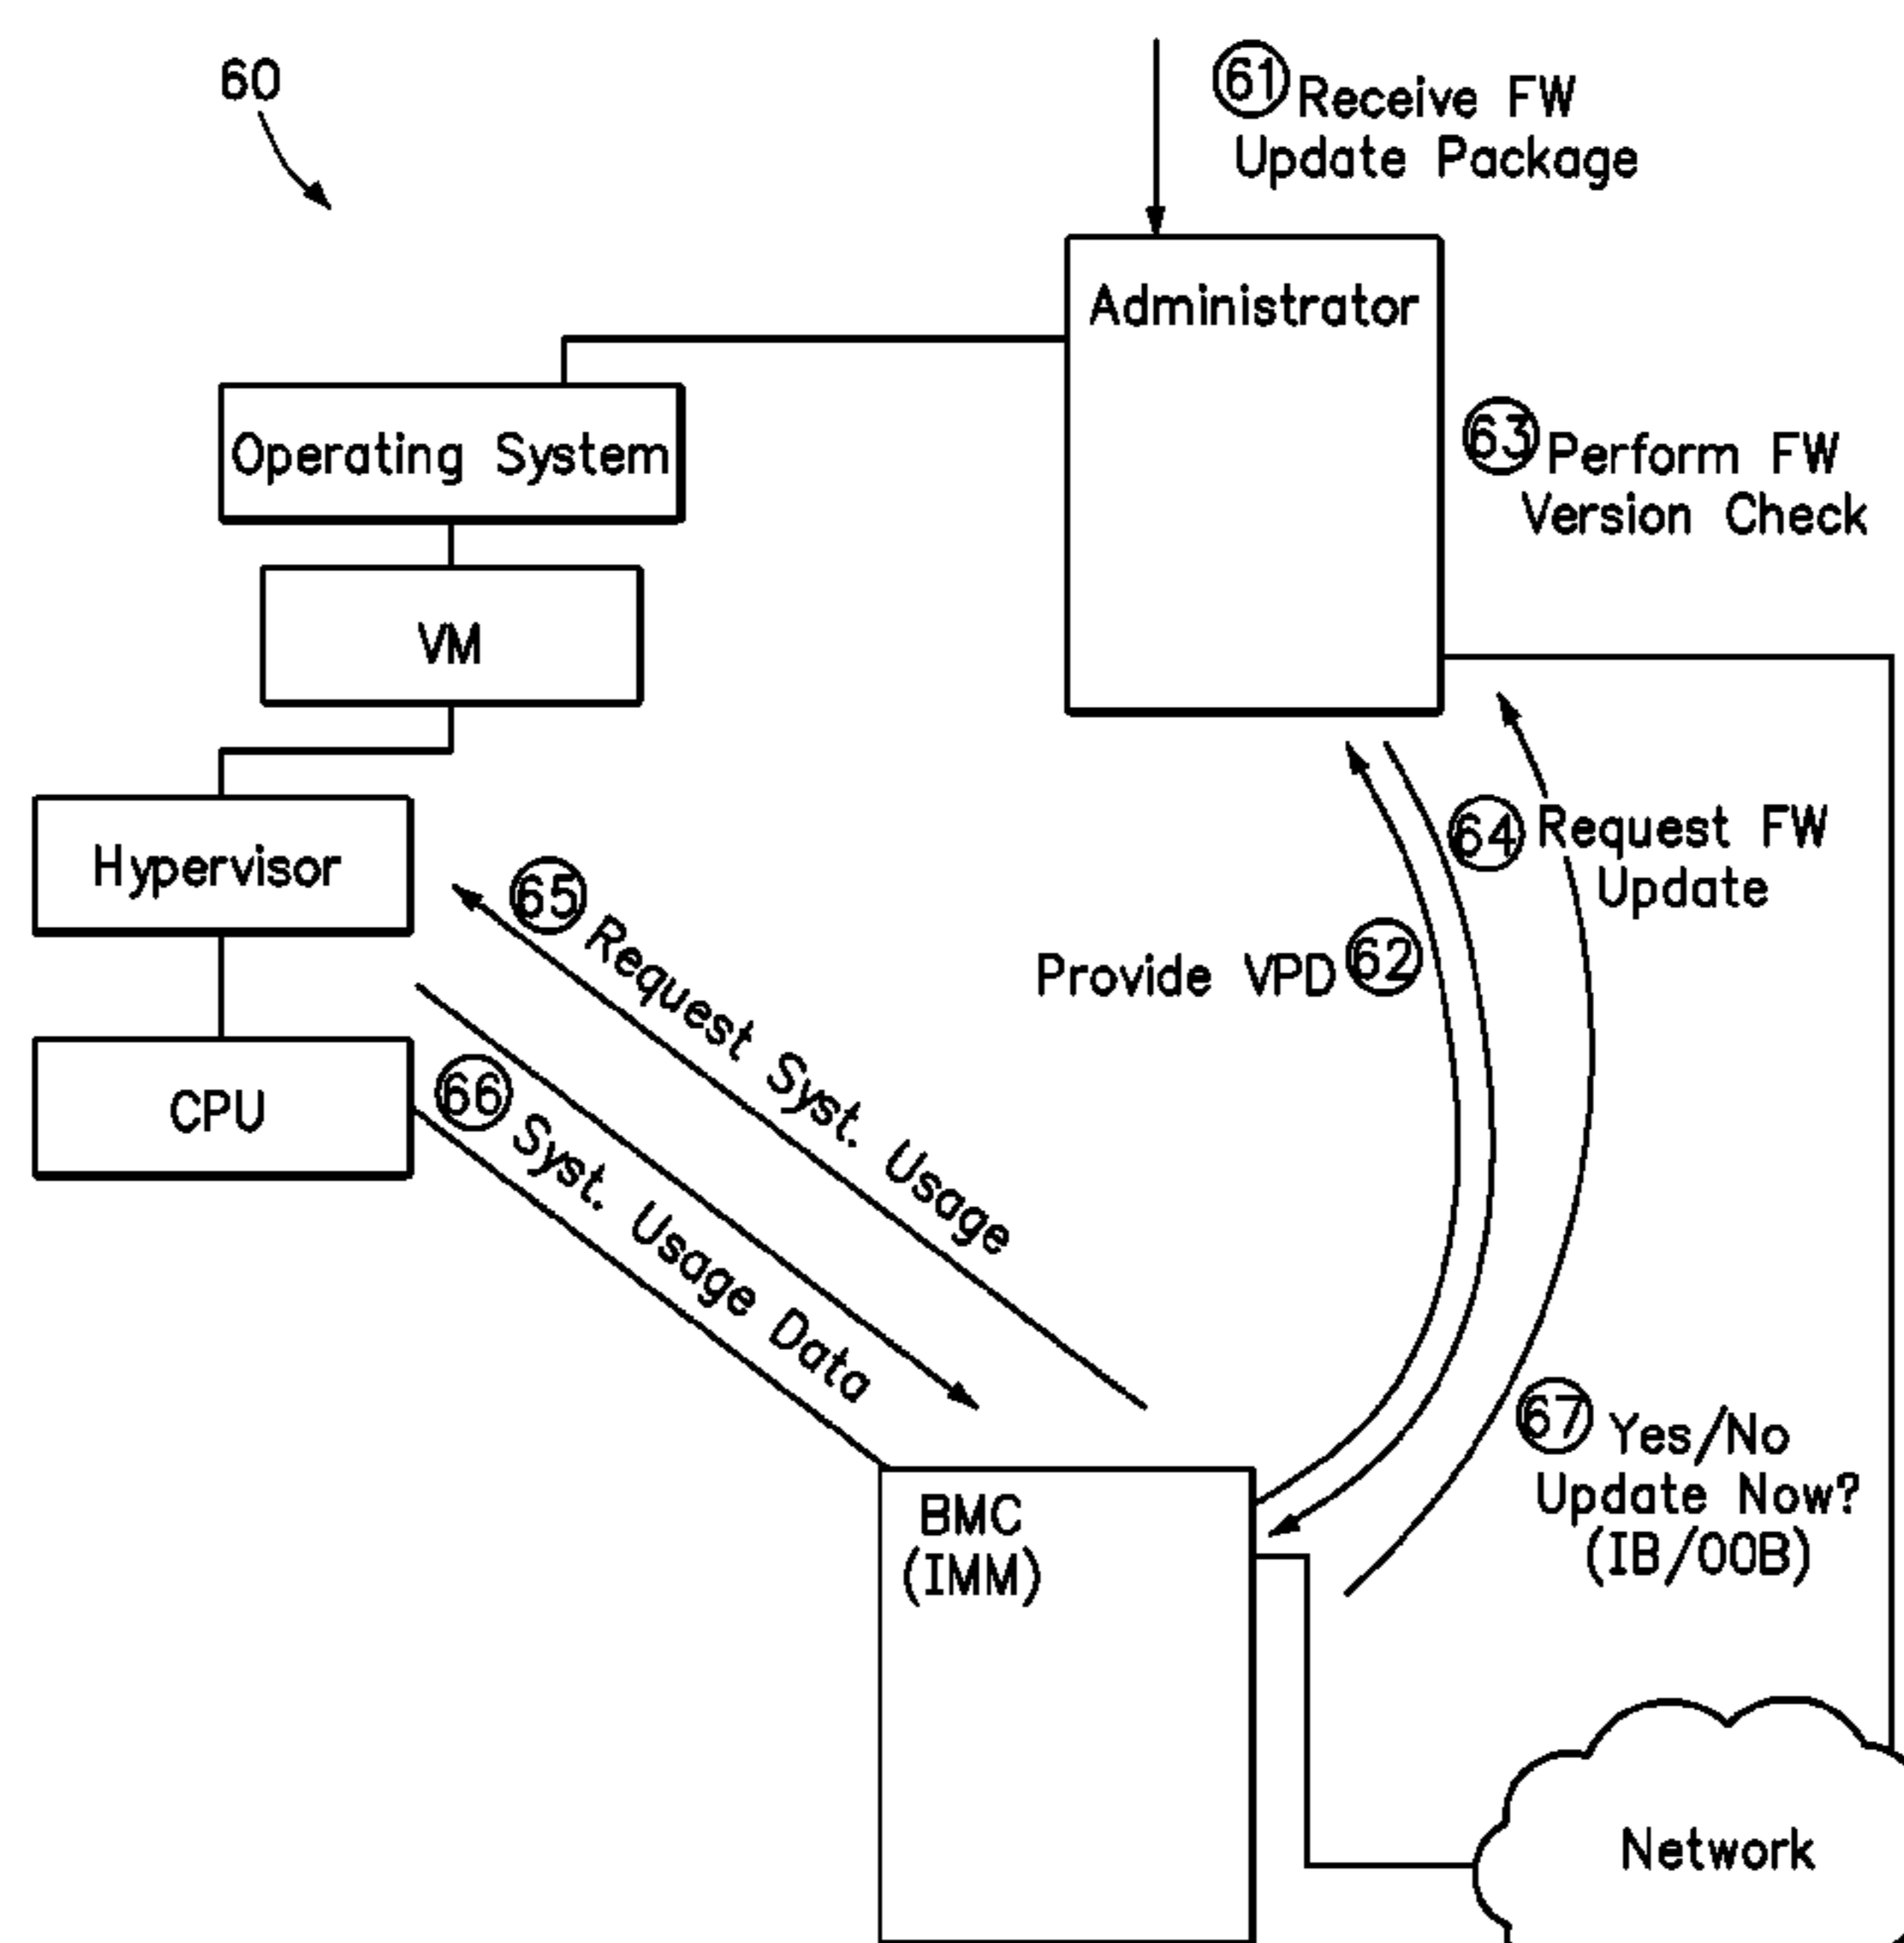 60
61 Receive FW
Update Package
Administrator
Operating System
63 Perform FW
Version Check
VM
64 Request FW
Update
Hypervisor
65 Request Syst. Usage
Provide VPD 62
CPU
66 Syst. Usage Data
67 Yes/No
Update Now?
(IB/OOB)
BMC
(IMM)
Network